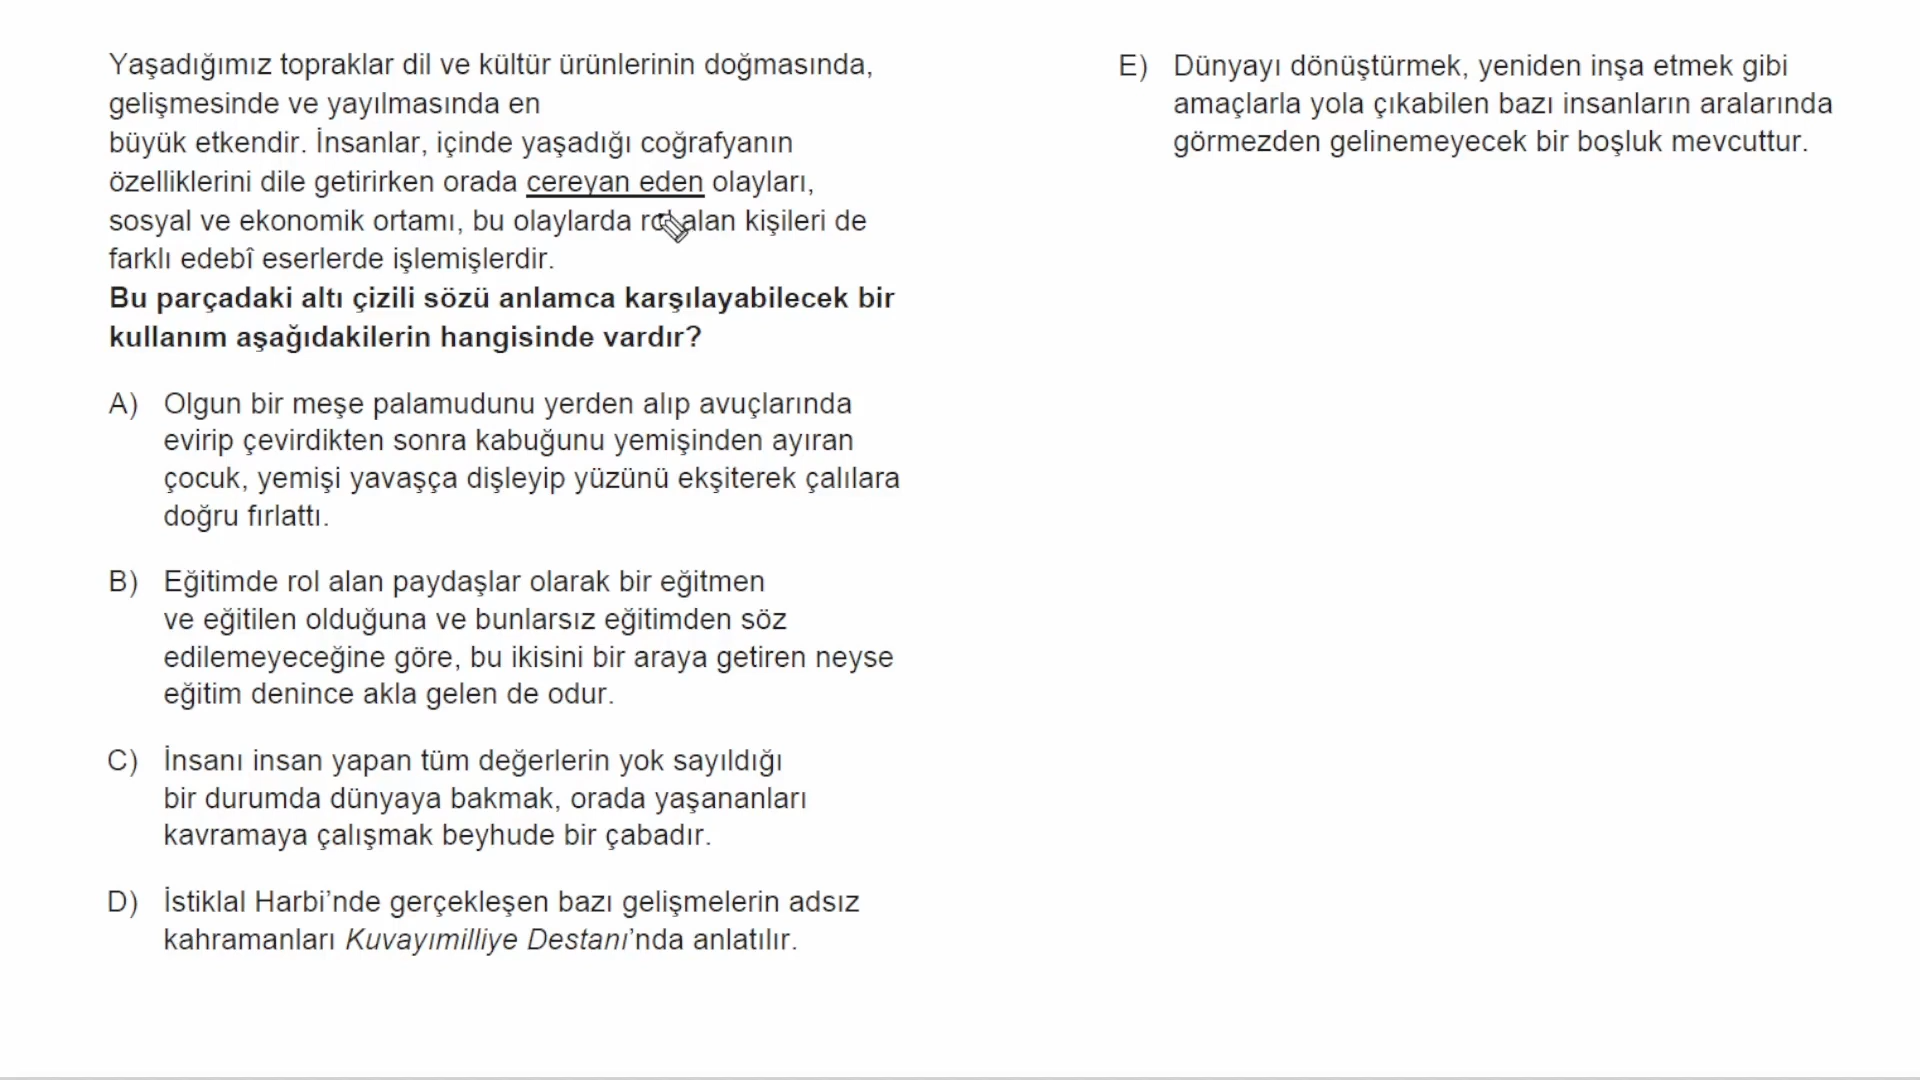 Yaşadığımız topraklar dil ve kültür ürünlerinin doğmasında,
gelişmesinde ve yayılmasında en
büyük etkendir. İnsanlar, içinde yaşadığı coğrafyanın
özelliklerini dile getirirken orada cereyan eden olayları,
sosyal ve ekonomik ortamı, bu olaylarda rol alan kişileri de
farklı edebî eserlerde işlemişlerdir.
Bu parçadaki altı çizili sözü anlamca karşılayabilecek bir
kullanım aşağıdakilerin hangisinde vardır?
A) Olgun bir meşe palamudunu yerden alıp avuçlarında
evirip çevirdikten sonra kabuğunu yemişinden ayıran
çocuk, yemişi yavaşça dişleyip yüzünü ekşiterek çalılara
doğru fırlattı.
B) Eğitimde rol alan paydaşlar olarak bir eğitmen
ve eğitilen olduğuna ve bunlarsız eğitimden söz
edilemeyeceğine göre, bu ikisini bir araya getiren neyse
eğitim denince akla gelen de odur.
C) İnsanı insan yapan tüm değerlerin yok sayıldığı
bir durumda dünyaya bakmak, orada yaşananları
kavramaya çalışmak beyhude bir çabadır.
D) İstiklal Harbi’nde gerçekleşen bazı gelişmelerin adsız
kahramanları Kuvayımilliye Destanı’nda anlatılır.
E) Dünyayı dönüştürmek, yeniden inşa etmek gibi
amaçlarla yola çıkabilen bazı insanların aralarında
görmezden gelinemeyecek bir boşluk mevcuttur.